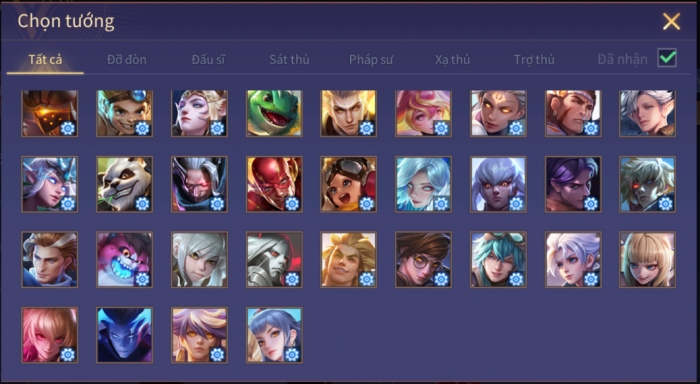 Chọn tướng
Tất cả Đỡ đòn Đấu sĩ Sát thủ Pháp sư Xạ thủ Trợ thủ Đã nhận